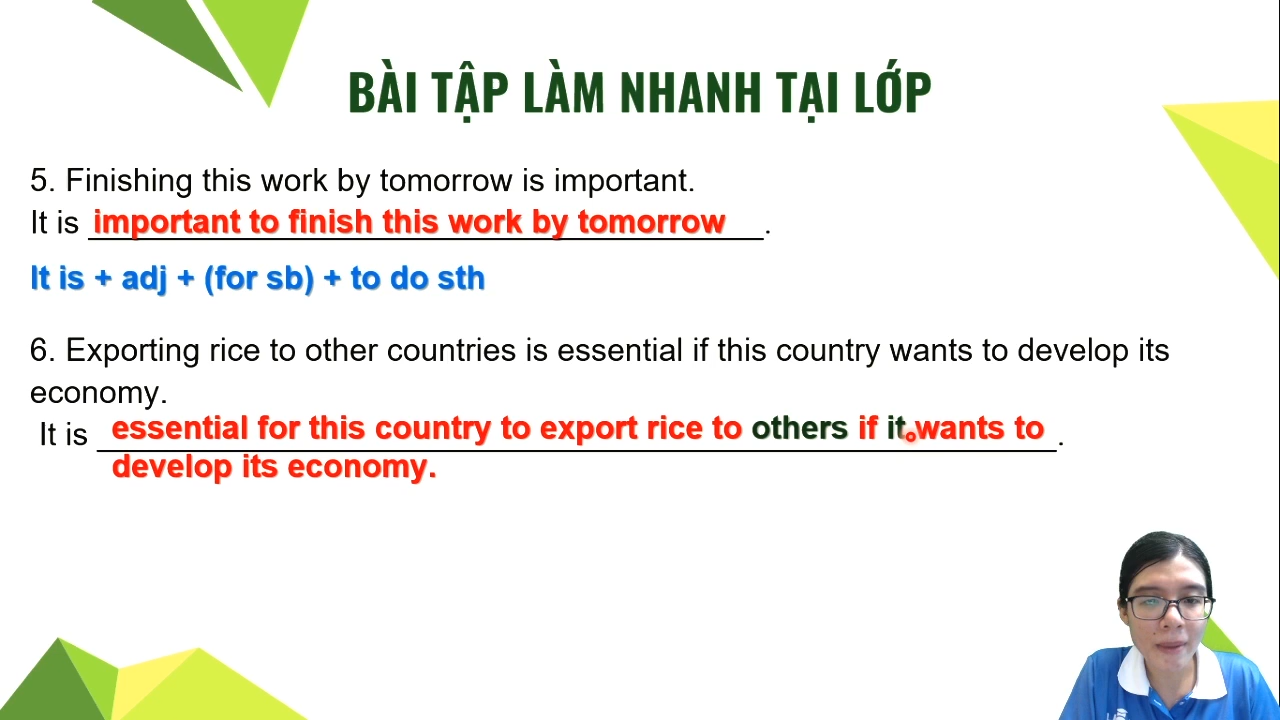 BÀI TẬP LÀM NHANH TẠI LỚP
5. Finishing this work by tomorrow is important.
It is important to finish this work by tomorrow.
It is + adj + (for sb) + to do sth
6. Exporting rice to other countries is essential if this country wants to develop its
economy.
It is essential for this country to export rice to others if it wants to.
develop its economy.